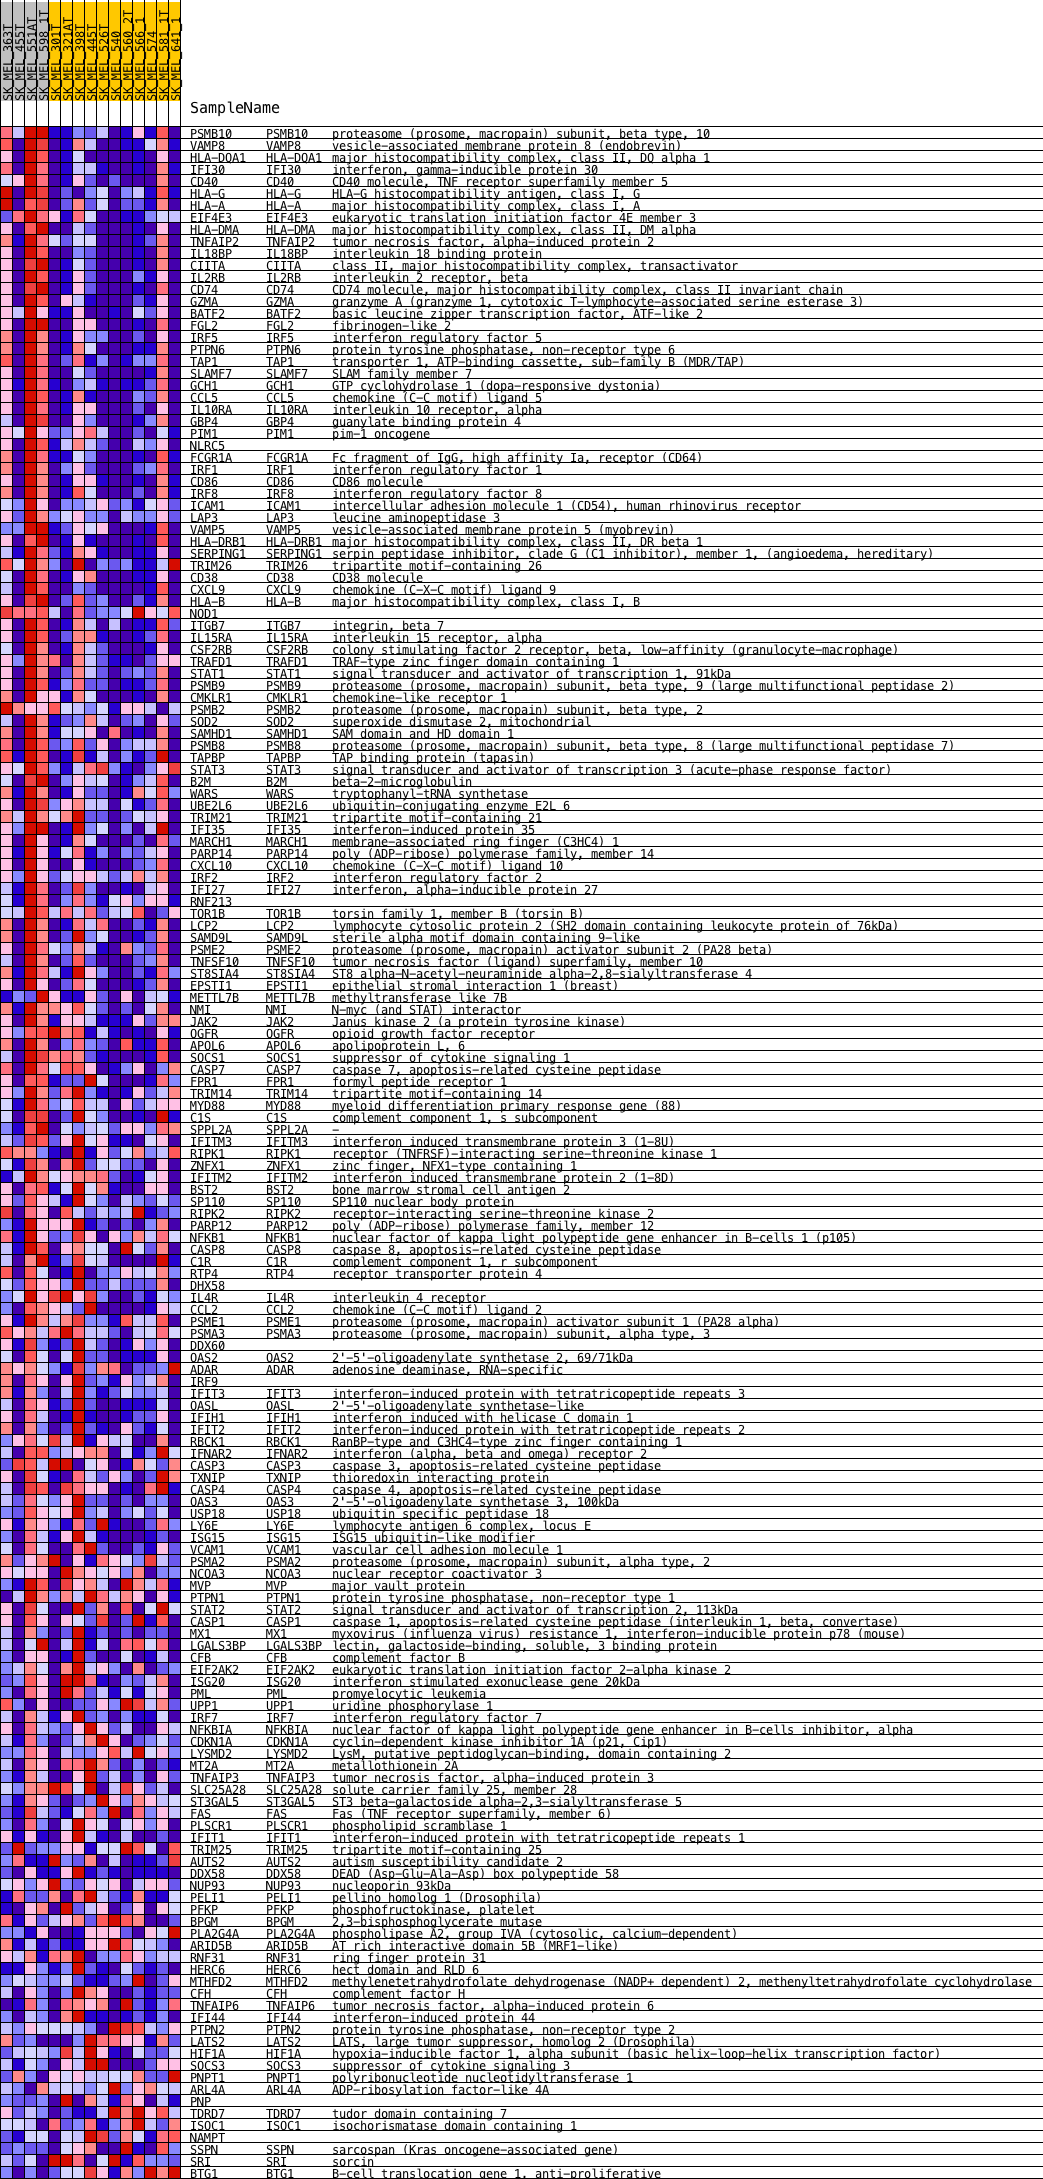 SK_MEL_363T
SK_MEL_455T
SK_MEL_551AT
SK_MEL_598_1T
SK_MEL_301T
SK_MEL_321AT
SK_MEL_398T
SK_MEL_445T
SK_MEL_526T
SK_MEL_540
SK_MEL_560_2T
SK_MEL_566_1
SK_MEL_574
SK_MEL_581_1T
SK_MEL_641_1
SampleName
PSMB10 PSMB10 proteasome (prosome, macropain) subunit, beta type, 10
VAMP8 VAMP8 vesicle-associated membrane protein 8 (endobrevin)
HLA-DOA1 HLA-DOA1 major histocompatibility complex, class II, DO alpha 1
IFI30 IFI30 interferon, gamma-inducible protein 30
CD40 CD40 CD40 molecule, TNF receptor superfamily member 5
HLA-G HLA-G HLA-G histocompatibility antigen, class I, G
HLA-A HLA-A major histocompatibility complex, class I, A
EIF4E3 EIF4E3 eukaryotic translation initiation factor 4E member 3
HLA-DMA HLA-DMA major histocompatibility complex, class II, DM alpha
TNFAIP2 TNFAIP2 tumor necrosis factor, alpha-induced protein 2
IL18BP IL18BP interleukin 18 binding protein
CIITA CIITA class II, major histocompatibility complex, transactivator
IL2RB IL2RB interleukin 2 receptor, beta
CD74 CD74 CD74 molecule, major histocompatibility complex, class II invariant chain
GZMA GZMA granzyme A (granzyme 1, cytotoxic T-lymphocyte-associated serine esterase 3)
BATF2 BATF2 basic leucine zipper transcription factor, ATF-like 2
FGL2 FGL2 fibrinogen-like 2
IRF5 IRF5 interferon regulatory factor 5
PTPN6 PTPN6 protein tyrosine phosphatase, non-receptor type 6
TAP1 TAP1 transporter 1, ATP-binding cassette, sub-family B (MDR/TAP)
SLAMF7 SLAMF7 SLAM family member 7
GCH1 GCH1 GTP cyclohydrolase 1 (dopa-responsive dystonia)
CCL5 CCL5 chemokine (C-C motif) ligand 5
IL10RA IL10RA interleukin 10 receptor, alpha
GBP4 GBP4 guanylate binding protein 4
PIM1 PIM1 pim-1 oncogene
NLRC5
FCGR1A FCGR1A Fc fragment of IgG, high affinity Ia, receptor (CD64)
IRF1 IRF1 interferon regulatory factor 1
CD86 CD86 CD86 molecule
IRF8 IRF8 interferon regulatory factor 8
ICAM1 ICAM1 intercellular adhesion molecule 1 (CD54), human rhinovirus receptor
LAP3 LAP3 leucine aminopeptidase 3
VAMP5 VAMP5 vesicle-associated membrane protein 5 (myobrevin)
HLA-DRB1 HLA-DRB1 major histocompatibility complex, class II, DR beta 1
SERPING1 SERPING1 serpin peptidase inhibitor, clade G (C1 inhibitor), member 1, (angioedema, hereditary)
TRIM26 TRIM26 tripartite motif-containing 26
CD38 CD38 CD38 molecule
CXCL9 CXCL9 chemokine (C-X-C motif) ligand 9
HLA-B HLA-B major histocompatibility complex, class I, B
NOD1
ITGB7 ITGB7 integrin, beta 7
IL15RA IL15RA interleukin 15 receptor, alpha
CSF2RB CSF2RB colony stimulating factor 2 receptor, beta, low-affinity (granulocyte-macrophage)
TRAFD1 TRAFD1 TRAF-type zinc finger domain containing 1
STAT1 STAT1 signal transducer and activator of transcription 1, 91kDa
PSMB9 PSMB9 proteasome (prosome, macropain) subunit, beta type, 9 (large multifunctional peptidase 2)
CMKLR1 CMKLR1 chemokine-like receptor 1
PSMB2 PSMB2 proteasome (prosome, macropain) subunit, beta type, 2
SOD2 SOD2 superoxide dismutase 2, mitochondrial
SAMHD1 SAMHD1 SAM domain and HD domain 1
PSMB8 PSMB8 proteasome (prosome, macropain) subunit, beta type, 8 (large multifunctional peptidase 7)
TAPBP TAPBP TAP binding protein (tapasin)
STAT3 STAT3 signal transducer and activator of transcription 3 (acute-phase response factor)
B2M B2M beta-2-microglobulin
WARS WARS tryptophanyl-tRNA synthetase
UBE2L6 UBE2L6 ubiquitin-conjugating enzyme E2L 6
TRIM21 TRIM21 tripartite motif-containing 21
IFI35 IFI35 interferon-induced protein 35
MARCH1 MARCH1 membrane-associated ring finger (C3HC4) 1
PARP14 PARP14 poly (ADP-ribose) polymerase family, member 14
CXCL10 CXCL10 chemokine (C-X-C motif) ligand 10
IRF2 IRF2 interferon regulatory factor 2
IFI27 IFI27 interferon, alpha-inducible protein 27
RNF213
TOR1B TOR1B torsin family 1, member B (torsin B)
LCP2 LCP2 lymphocyte cytosolic protein 2 (SH2 domain containing leukocyte protein of 76kDa)
SAMD9L SAMD9L sterile alpha motif domain containing 9-like
PSME2 PSME2 proteasome (prosome, macropain) activator subunit 2 (PA28 beta)
TNFSF10 TNFSF10 tumor necrosis factor (ligand) superfamily, member 10
ST8SIA4 ST8SIA4 ST8 alpha-N-acetyl-neuraminide alpha-2,8-sialyltransferase 4
EPSTI1 EPSTI1 epithelial stromal interaction 1 (breast)
METTL7B METTL7B methyltransferase like 7B
NMI NMI N-myc (and STAT) interactor
JAK2 JAK2 Janus kinase 2 (a protein tyrosine kinase)
OGFR OGFR opioid growth factor receptor
APOL6 APOL6 apolipoprotein L, 6
SOCS1 SOCS1 suppressor of cytokine signaling 1
CASP7 CASP7 caspase 7, apoptosis-related cysteine peptidase
FPR1 FPR1 formyl peptide receptor 1
TRIM14 TRIM14 tripartite motif-containing 14
MYD88 MYD88 myeloid differentiation primary response gene (88)
C1S C1S complement component 1, s subcomponent
SPPL2A SPPL2A -
IFITM3 IFITM3 interferon induced transmembrane protein 3 (1-8U)
RIPK1 RIPK1 receptor (TNFRSF)-interacting serine-threonine kinase 1
ZNFX1 ZNFX1 zinc finger, NFX1-type containing 1
IFITM2 IFITM2 interferon induced transmembrane protein 2 (1-8D)
BST2 BST2 bone marrow stromal cell antigen 2
SP110 SP110 SP110 nuclear body protein
RIPK2 RIPK2 receptor-interacting serine-threonine kinase 2
PARP12 PARP12 poly (ADP-ribose) polymerase family, member 12
NFKB1 NFKB1 nuclear factor of kappa light polypeptide gene enhancer in B-cells 1 (p105)
CASP8 CASP8 caspase 8, apoptosis-related cysteine peptidase
C1R C1R complement component 1, r subcomponent
RTP4 RTP4 receptor transporter protein 4
DHX58
IL4R IL4R interleukin 4 receptor
CCL2 CCL2 chemokine (C-C motif) ligand 2
PSME1 PSME1 proteasome (prosome, macropain) activator subunit 1 (PA28 alpha)
PSMA3 PSMA3 proteasome (prosome, macropain) subunit, alpha type, 3
DDX60
OAS2 OAS2 2'-5'-oligoadenylate synthetase 2, 69/71kDa
ADAR ADAR adenosine deaminase, RNA-specific
IRF9
IFIT3 IFIT3 interferon-induced protein with tetratricopeptide repeats 3
OASL OASL 2'-5'-oligoadenylate synthetase-like
IFIH1 IFIH1 interferon induced with helicase C domain 1
IFIT2 IFIT2 interferon-induced protein with tetratricopeptide repeats 2
RBCK1 RBCK1 RanBP-type and C3HC4-type zinc finger containing 1
IFNAR2 IFNAR2 interferon (alpha, beta and omega) receptor 2
CASP3 CASP3 caspase 3, apoptosis-related cysteine peptidase
TXNIP TXNIP thioredoxin interacting protein
CASP4 CASP4 caspase 4, apoptosis-related cysteine peptidase
OAS3 OAS3 2'-5'-oligoadenylate synthetase 3, 100kDa
USP18 USP18 ubiquitin specific peptidase 18
LY6E LY6E lymphocyte antigen 6 complex, locus E
ISG15 ISG15 ISG15 ubiquitin-like modifier
VCAM1 VCAM1 vascular cell adhesion molecule 1
PSMA2 PSMA2 proteasome (prosome, macropain) subunit, alpha type, 2
NCOA3 NCOA3 nuclear receptor coactivator 3
MVP MVP major vault protein
PTPN1 PTPN1 protein tyrosine phosphatase, non-receptor type 1
STAT2 STAT2 signal transducer and activator of transcription 2, 113kDa
CASP1 CASP1 caspase 1, apoptosis-related cysteine peptidase (interleukin 1, beta, convertase)
MX1 MX1 myxovirus (influenza virus) resistance 1, interferon-inducible protein p78 (mouse)
LGALS3BP LGALS3BP lectin, galactoside-binding, soluble, 3 binding protein
CFB CFB complement factor B
EIF2AK2 EIF2AK2 eukaryotic translation initiation factor 2-alpha kinase 2
ISG20 ISG20 interferon stimulated exonuclease gene 20kDa
PML PML promyelocytic leukemia
UPP1 UPP1 uridine phosphorylase 1
IRF7 IRF7 interferon regulatory factor 7
NFKBIA NFKBIA nuclear factor of kappa light polypeptide gene enhancer in B-cells inhibitor, alpha
CDKN1A CDKN1A cyclin-dependent kinase inhibitor 1A (p21, Cip1)
LYSMD2 LYSMD2 LysM, putative peptidoglycan-binding, domain containing 2
MT2A MT2A metallothionein 2A
TNFAIP3 TNFAIP3 tumor necrosis factor, alpha-induced protein 3
SLC25A28 SLC25A28 solute carrier family 25, member 28
ST3GAL5 ST3GAL5 ST3 beta-galactoside alpha-2,3-sialyltransferase 5
FAS FAS Fas (TNF receptor superfamily, member 6)
PLSCR1 PLSCR1 phospholipid scramblase 1
IFIT1 IFIT1 interferon-induced protein with tetratricopeptide repeats 1
TRIM25 TRIM25 tripartite motif-containing 25
AUTS2 AUTS2 autism susceptibility candidate 2
DDX58 DDX58 DEAD (Asp-Glu-Ala-Asp) box polypeptide 58
NUP93 NUP93 nucleoporin 93kDa
PELI1 PELI1 pellino homolog 1 (Drosophila)
PFKP PFKP phosphofructokinase, platelet
BPGM BPGM 2,3-bisphosphoglycerate mutase
PLA2G4A PLA2G4A phospholipase A2, group IVA (cytosolic, calcium-dependent)
ARID5B ARID5B AT rich interactive domain 5B (MRF1-like)
RNF31 RNF31 ring finger protein 31
HERC6 HERC6 hect domain and RLD 6
MTHFD2 MTHFD2 methylenetetrahydrofolate dehydrogenase (NADP+ dependent) 2, methenyltetrahydrofolate cyclohydrolase
CFH CFH complement factor H
TNFAIP6 TNFAIP6 tumor necrosis factor, alpha-induced protein 6
IFI44 IFI44 interferon-induced protein 44
PTPN2 PTPN2 protein tyrosine phosphatase, non-receptor type 2
LATS2 LATS2 LATS, large tumor suppressor, homolog 2 (Drosophila)
HIF1A HIF1A hypoxia-inducible factor 1, alpha subunit (basic helix-loop-helix transcription factor)
SOCS3 SOCS3 suppressor of cytokine signaling 3
PNPT1 PNPT1 polyribonucleotide nucleotidyltransferase 1
ARL4A ARL4A ADP-ribosylation factor-like 4A
PNP
TDRD7 TDRD7 tudor domain containing 7
ISOC1 ISOC1 isochorismatase domain containing 1
NAMPT
SSPN SSPN sarcospan (Kras oncogene-associated gene)
SRI SRI sorcin
BTG1 BTG1 B-cell translocation gene 1, anti-proliferative